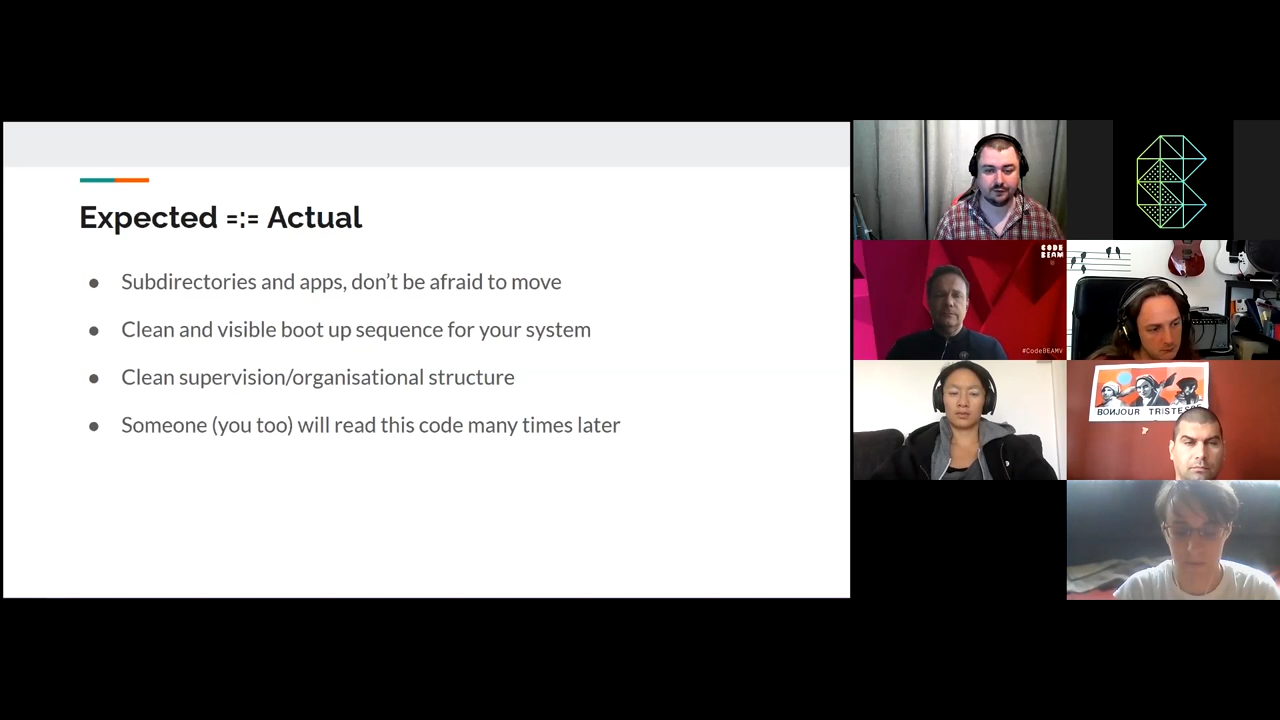 Expected =:= Actual
● Subdirectories and apps, don't be afraid to move
● Clean and visible boot up sequence for your system
● Clean supervision/organisational structure
● Someone (you too) will read this code many times later
CODE
BEAM
#CodeBEAMV
BONJOUR TRISTESSE